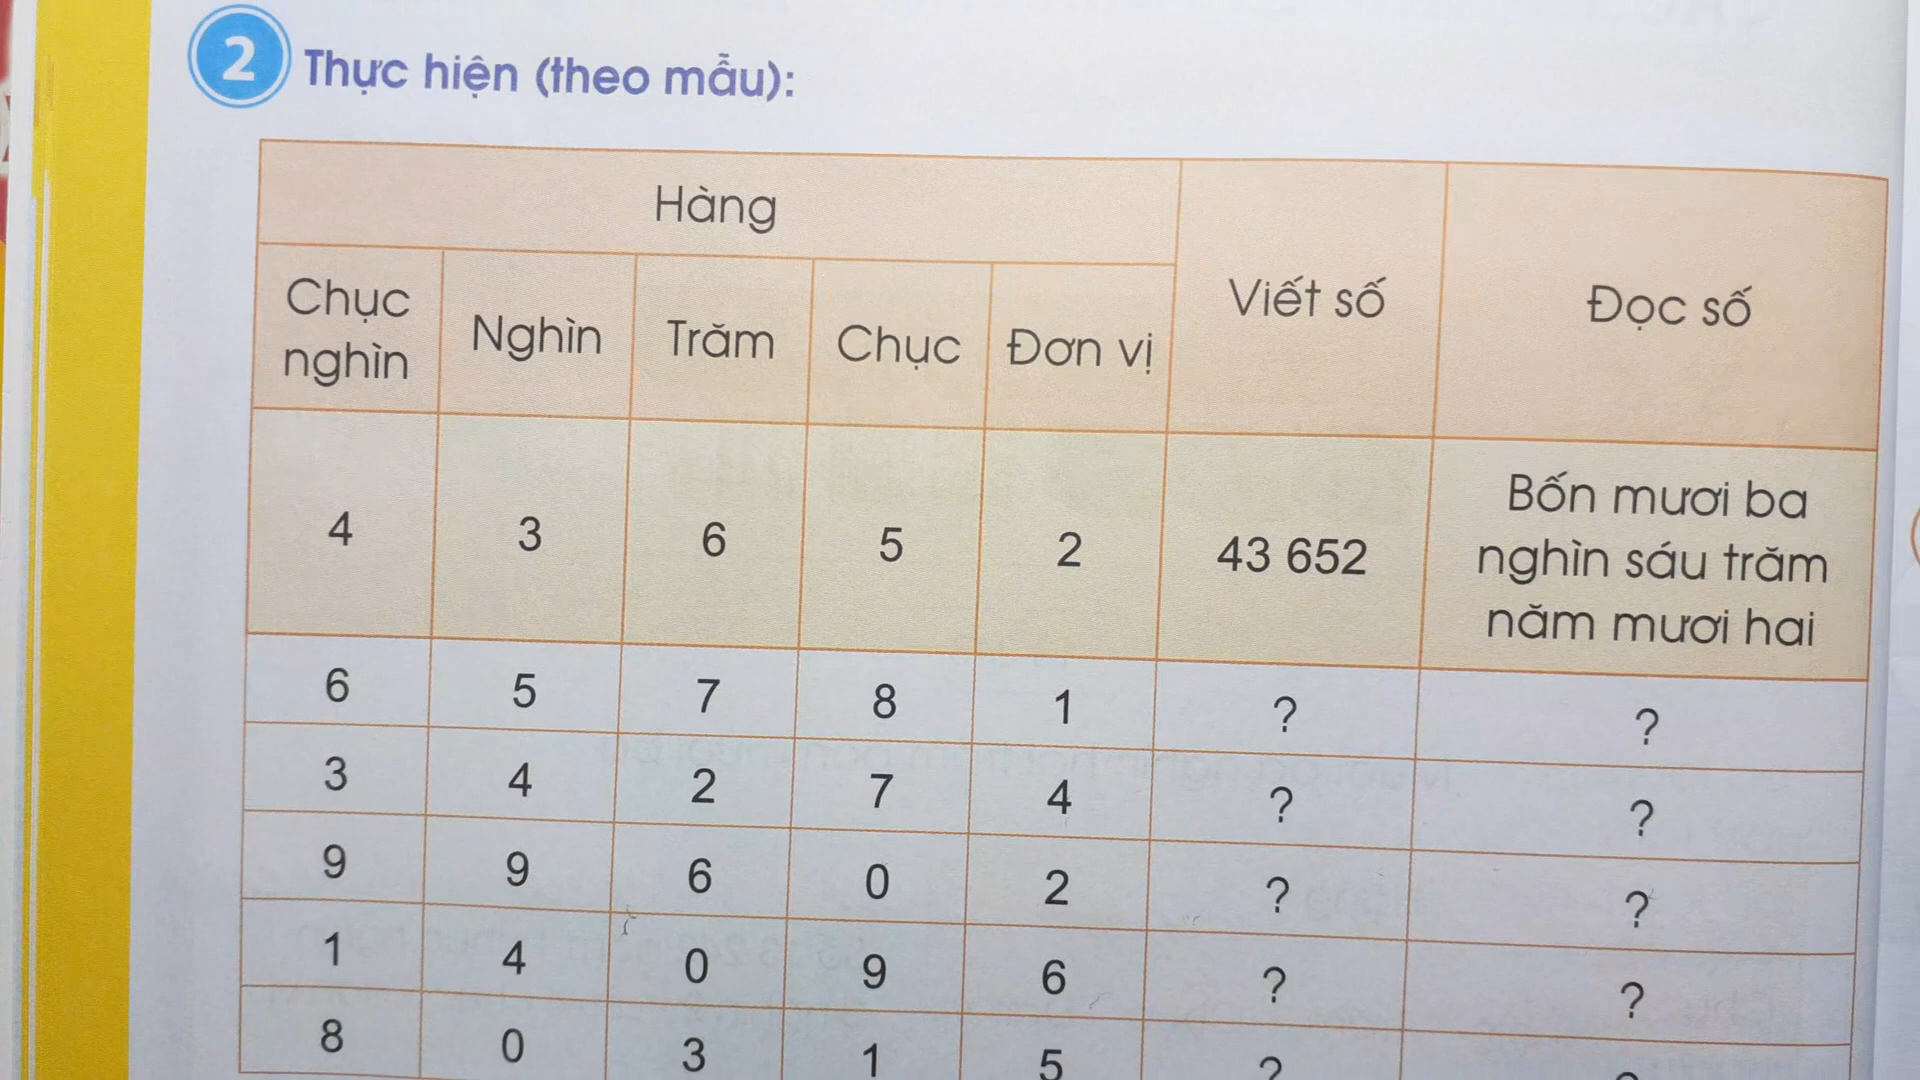 2 Thực hiện (theo mẫu):
Hàng Viết số Đọc số
Chục nghìn Nghìn Trăm Chục Đơn vị
4 3 6 5 2 43 652 Bốn mươi ba
nghìn sáu trăm
năm mươi hai
6 5 7 8 1 ? ?
3 4 2 7 4 ? ?
9 9 6 0 2 ? ?
1 4 0 9 6 ? ?
8 0 3 1 5 ? ?